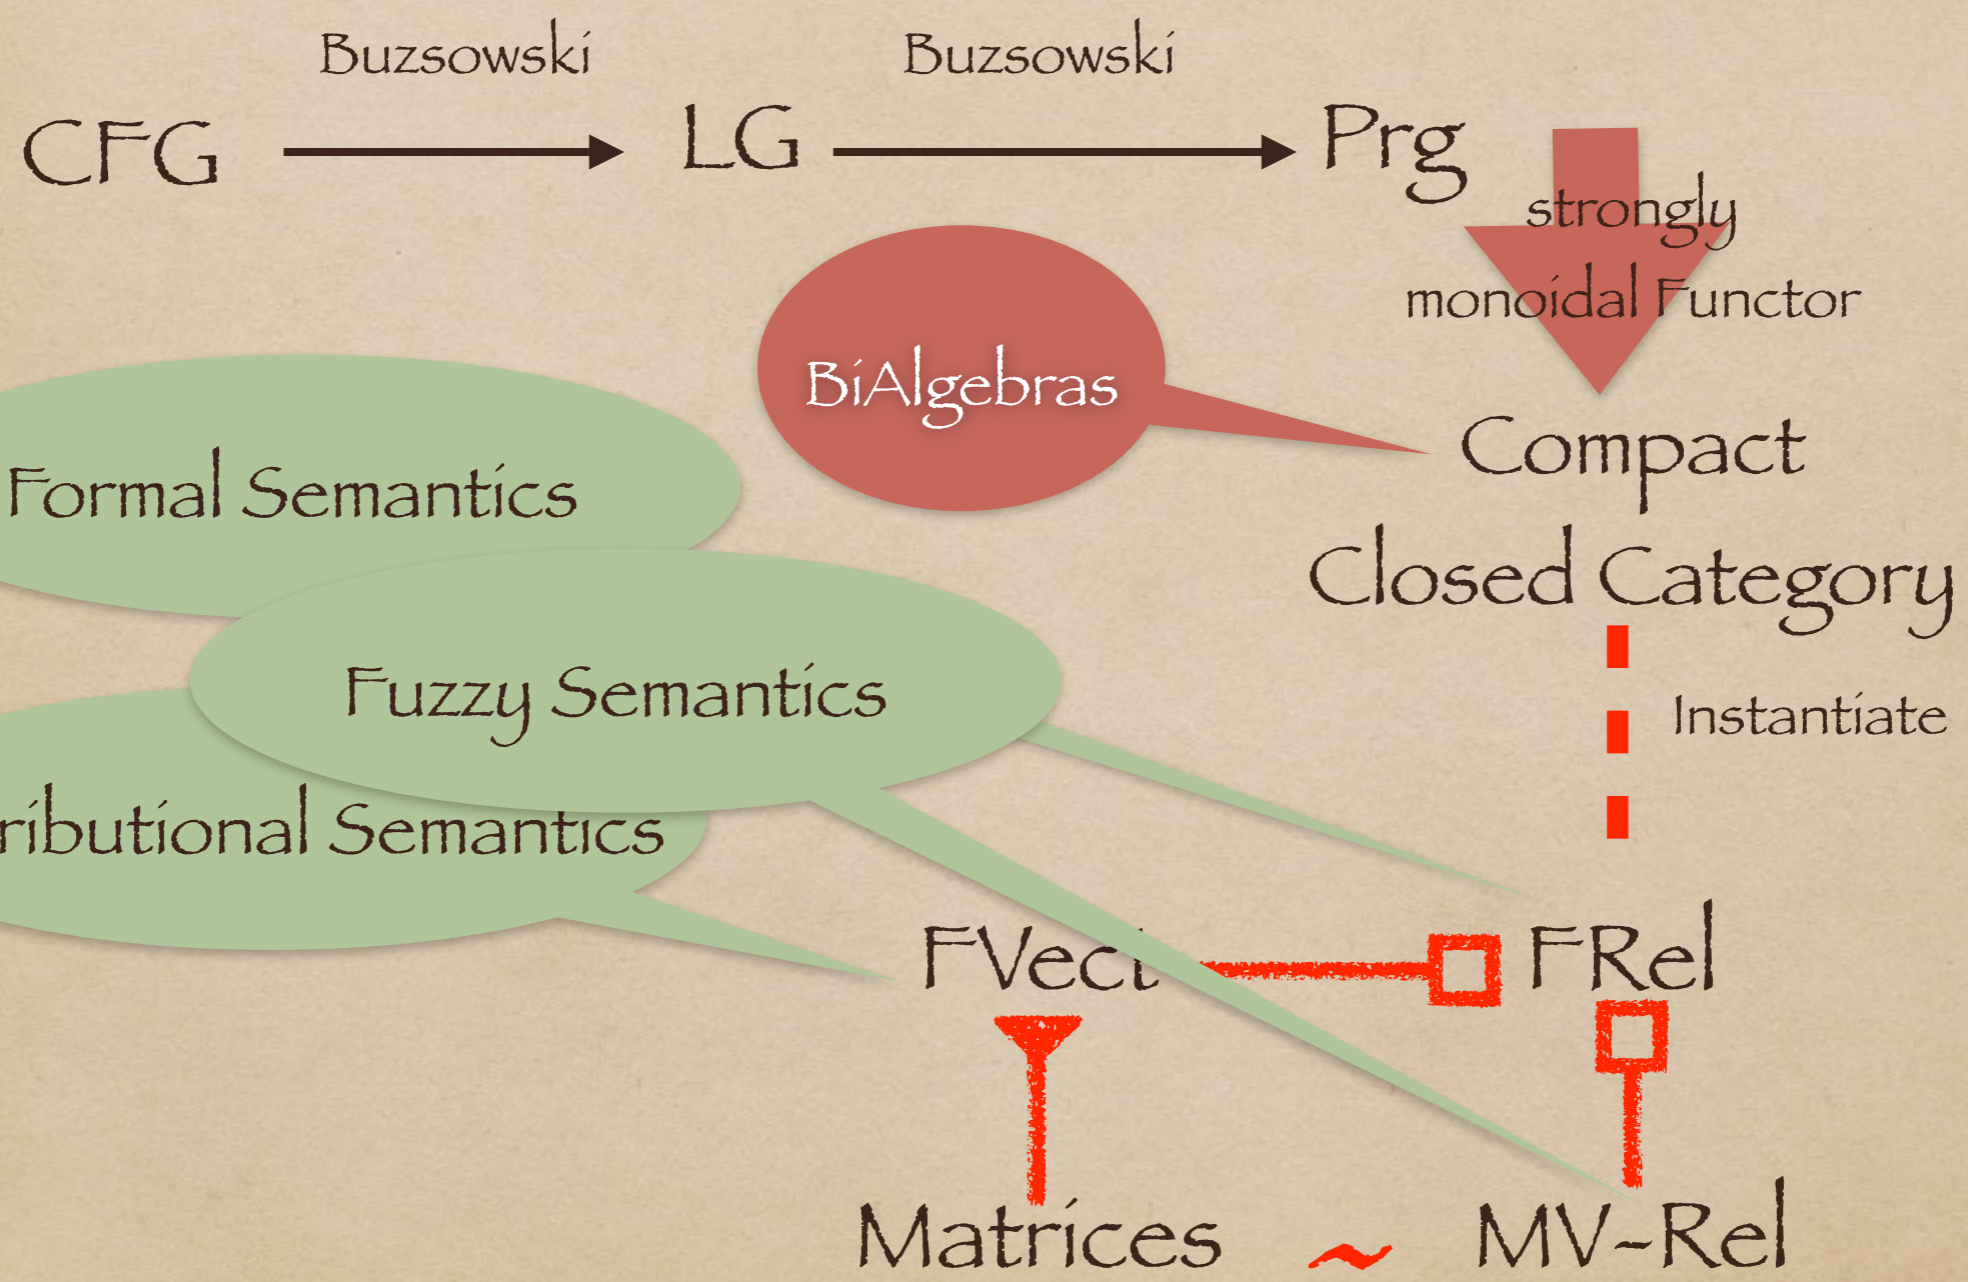 Buzsowski
Buzsowski
CFG
LG
Prg
strongly
monoidal Functor
BiAlgebras
Compact
Closed Category
Formal Semantics
Fuzzy Semantics
Instantiate
ributional Semantics
FVect
FRel
Matrices ~ MV-Rel